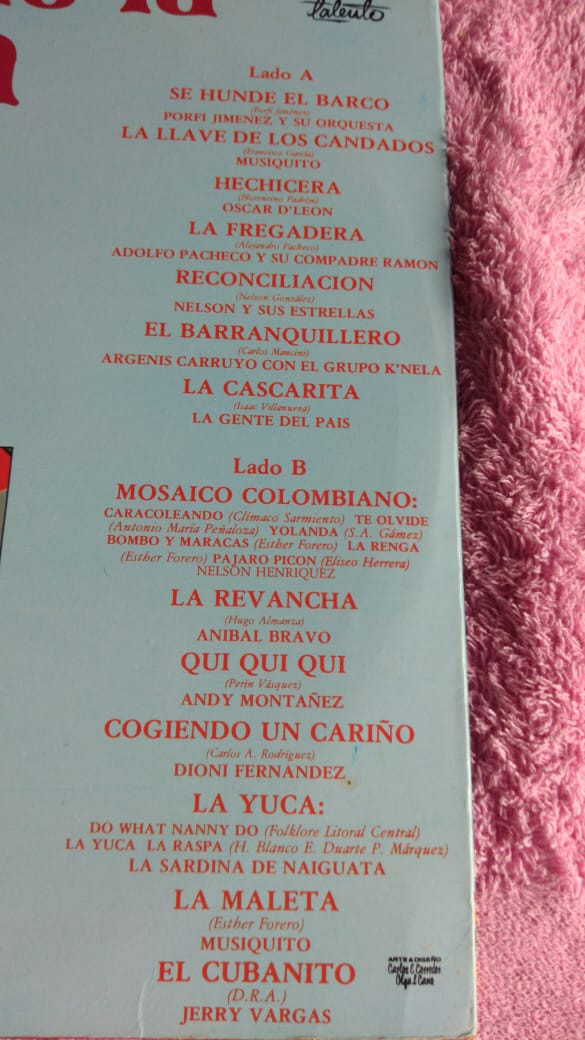 talento
Lado A
SE HUNDE EL BARCO
(Porfi Jiménez)
PORFI JIMENEZ Y SU ORQUESTA
LA LLAVE DE LOS CANDADOS
(Francisco García)
MUSIQUITO
HECHICERA
(Florentino Padrón)
OSCAR D'LEON
LA FREGADERA
(Alejandro Pacheco)
ADOLFO PACHECO Y SU COMPADRE RAMON
RECONCILIACION
(Nelson González)
NELSON Y SUS ESTRELLAS
EL BARRANQUILLERO
(Carlos Mancini)
ARGENIS CARRUYO CON EL GRUPO K'NELA
LA CASCARITA
(Isaac Villanueva)
LA GENTE DEL PAIS
Lado B
MOSAICO COLOMBIANO:
CARACOLEANDO (Clímaco Sarmiento) TE OLVIDE
(Antonio María Peñaloza) YOLANDA (S.A. Gámez)
BOMBO Y MARACAS (Esther Forero) LA RENGA
(Esther Forero) PAJARO PICON (Eliseo Herrera)
NELSON HENRIQUEZ
LA REVANCHA
(Hugo Almanza)
ANIBAL BRAVO
QUI QUI QUI
(Perín Vásquez)
ANDY MONTAÑEZ
COGIENDO UN CARIÑO
(Carlos A. Rodríguez)
DIONI FERNANDEZ
LA YUCA:
DO WHAT NANNY DO (Folklore Litoral Central)
LA YUCA LA RASPA (H. Blanco E. Duarte P. Márquez)
LA SARDINA DE NAIGUATA
LA MALETA
(Esther Forero)
MUSIQUITO
EL CUBANITO
(D.R.A.)
JERRY VARGAS
ARTE & DISEÑO
Carlos E Corredor
Olga L Cano